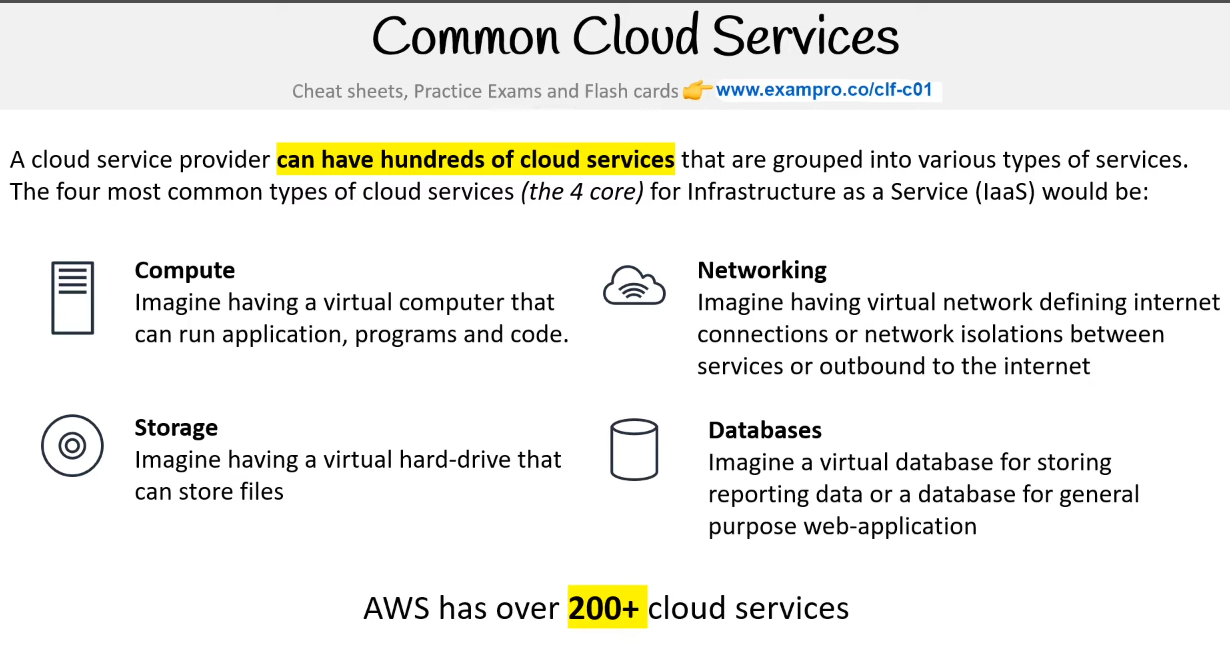 Common Cloud Services
Cheat sheets, Practice Exams and Flash cards 👉 www.exampro.co/clf-c01
A cloud service provider can have hundreds of cloud services that are grouped into various types of services.
The four most common types of cloud services (the 4 core) for Infrastructure as a Service (IaaS) would be:
Compute
Imagine having a virtual computer that
can run application, programs and code.
Networking
Imagine having virtual network defining internet
connections or network isolations between
services or outbound to the internet
Storage
Imagine having a virtual hard-drive that
can store files
Databases
Imagine a virtual database for storing
reporting data or a database for general
purpose web-application
AWS has over 200+ cloud services